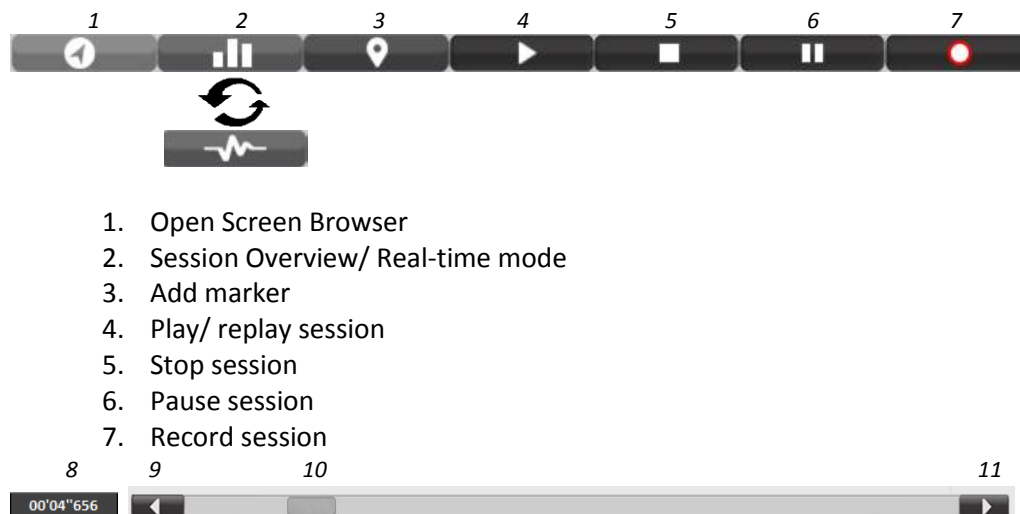 1 2 3 4 5 6 7
1. Open Screen Browser
2. Session Overview/ Real-time mode
3. Add marker
4. Play/ replay session
5. Stop session
6. Pause session
7. Record session
8 9 10 11
00'04"656